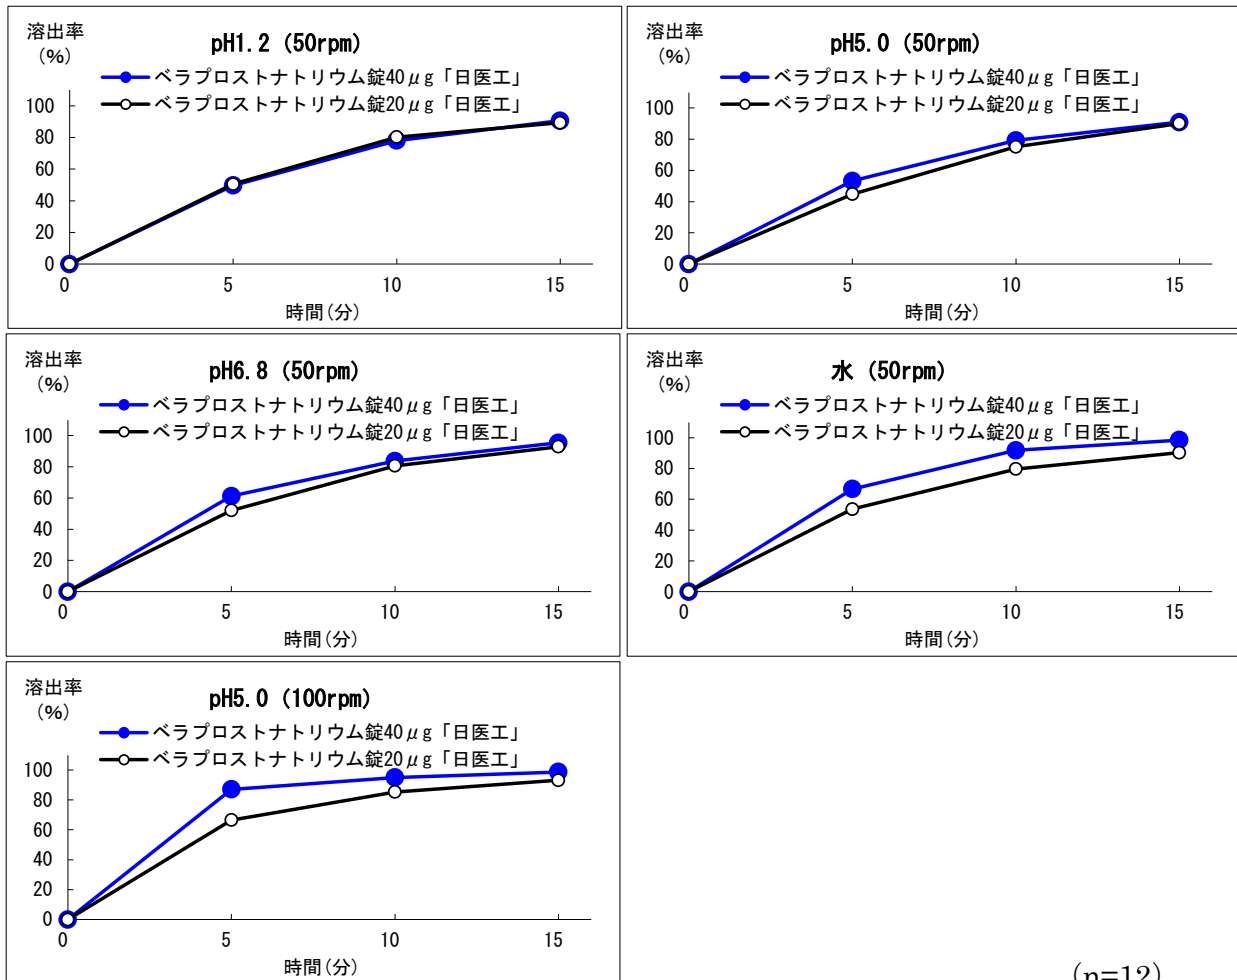 溶出率
(%)
pH1.2 (50rpm)
ベラプロストナトリウム錠40μg「日医工」
ベラプロストナトリウム錠20μg「日医工」
100
80
60
40
20
0
0 5 10 15
時間(分)
溶出率
(%)
pH5.0 (50rpm)
ベラプロストナトリウム錠40μg「日医工」
ベラプロストナトリウム錠20μg「日医工」
100
80
60
40
20
0
0 5 10 15
時間(分)
溶出率
(%)
pH6.8 (50rpm)
ベラプロストナトリウム錠40μg「日医工」
ベラプロストナトリウム錠20μg「日医工」
100
80
60
40
20
0
0 5 10 15
時間(分)
溶出率
(%)
水 (50rpm)
ベラプロストナトリウム錠40μg「日医工」
ベラプロストナトリウム錠20μg「日医工」
100
80
60
40
20
0
0 5 10 15
時間(分)
溶出率
(%)
pH5.0 (100rpm)
ベラプロストナトリウム錠40μg「日医工」
ベラプロストナトリウム錠20μg「日医工」
100
80
60
40
20
0
0 5 10 15
時間(分)
(n=12)